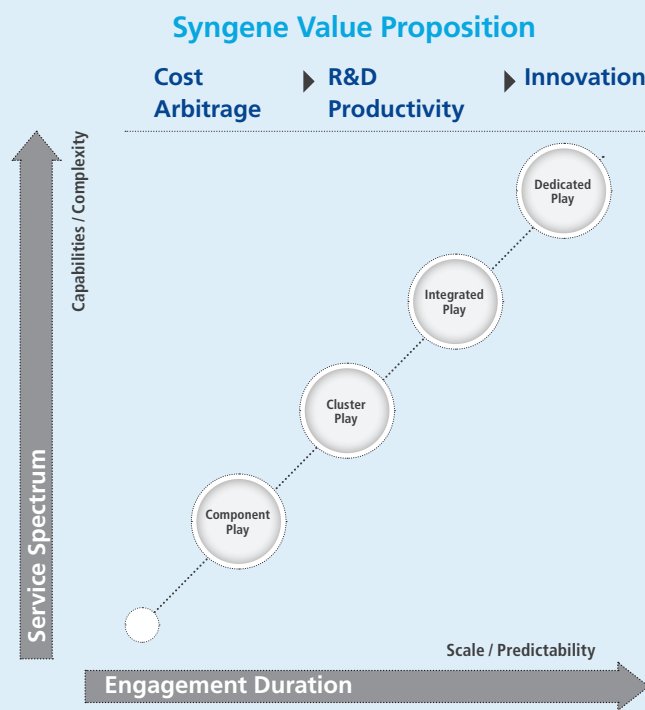 Syngene Value Proposition
Cost R&D Innovation
Arbitrage Productivity
Capabilities / Complexity
Dedicated
Play
Integrated
Play
Cluster
Play
Component
Play
Service Spectrum
Scale / Predictability
Engagement Duration